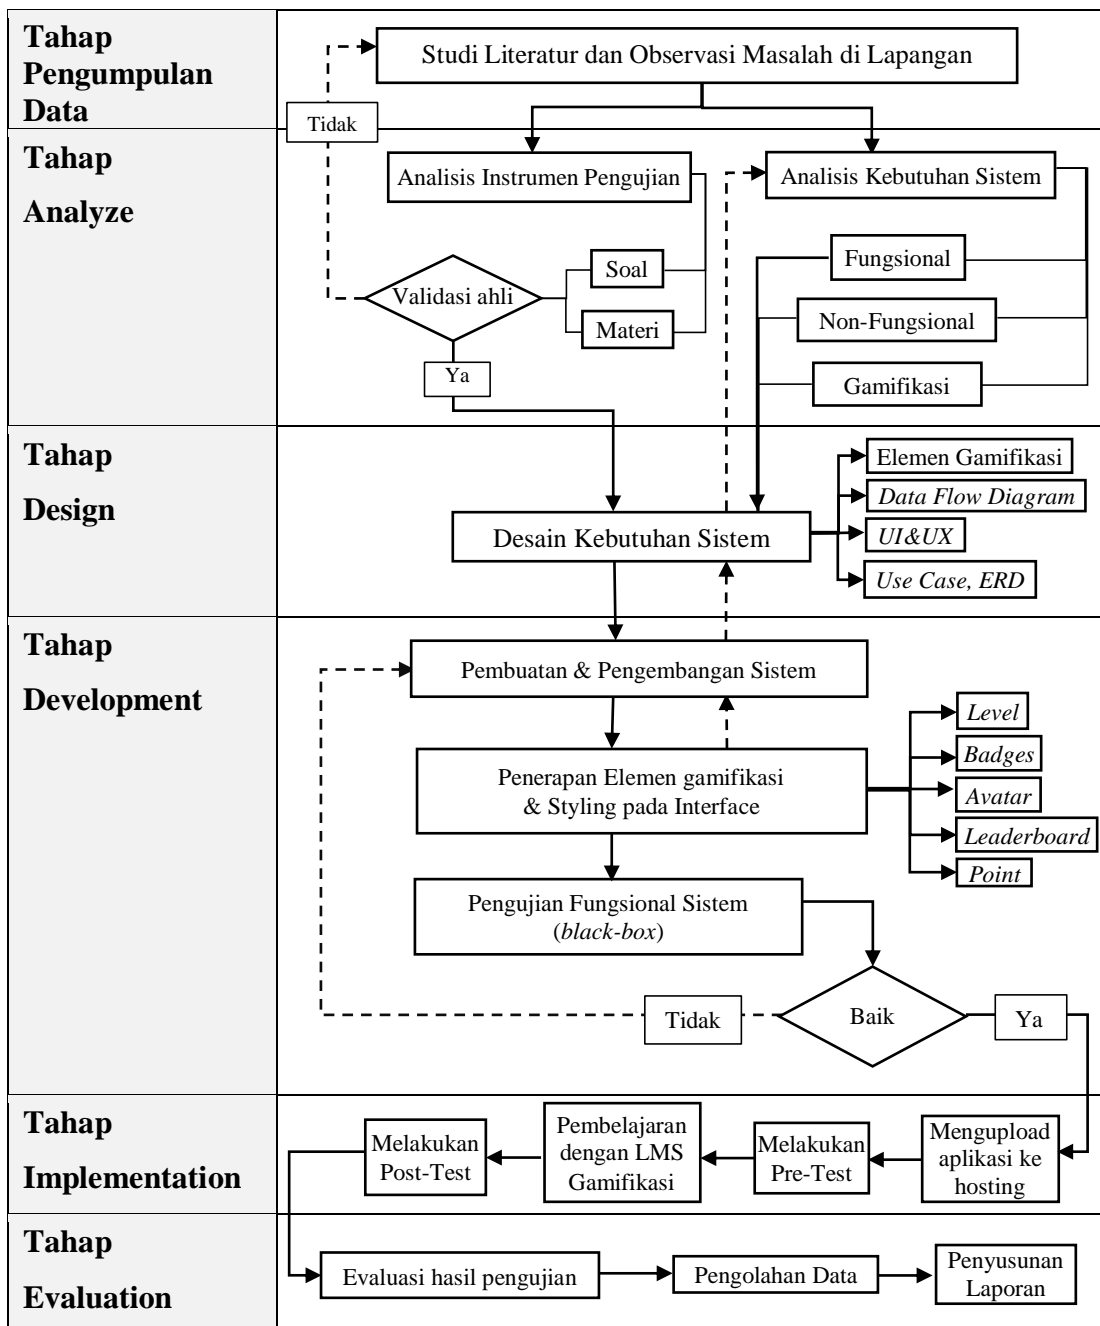 Tahap
Pengumpulan
Data
Studi Literatur dan Observasi Masalah di Lapangan
Tidak
Tahap
Analyze
Analisis Instrumen Pengujian
Analisis Kebutuhan Sistem
Fungsional
Soal
Validasi ahli
Non-Fungsional
Materi
Ya
Gamifikasi
Tahap
Design
Elemen Gamifikasi
Data Flow Diagram
Desain Kebutuhan Sistem
UI&UX
Use Case, ERD
Tahap
Development
Pembuatan & Pengembangan Sistem
Level
Badges
Penerapan Elemen gamifikasi
& Styling pada Interface
Avatar
Leaderboard
Point
Pengujian Fungsional Sistem
(black-box)
Tidak
Baik
Ya
Tahap
Implementation
Melakukan
Post-Test
Pembelajaran
dengan LMS
Gamifikasi
Melakukan
Pre-Test
Mengupload
aplikasi ke
hosting
Tahap
Evaluation
Evaluasi hasil pengujian
Pengolahan Data
Penyusunan
Laporan